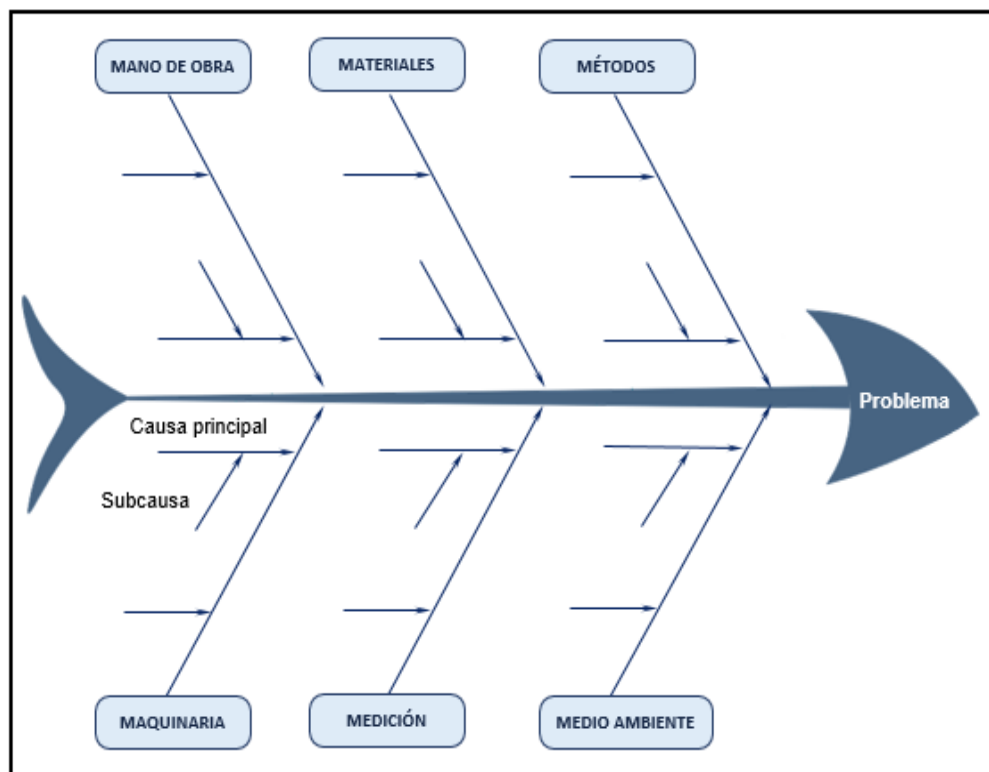 MANO DE OBRA
MATERIALES
MÉTODOS
Problema
Causa principal
Subcausa
MAQUINARIA
MEDICIÓN
MEDIO AMBIENTE